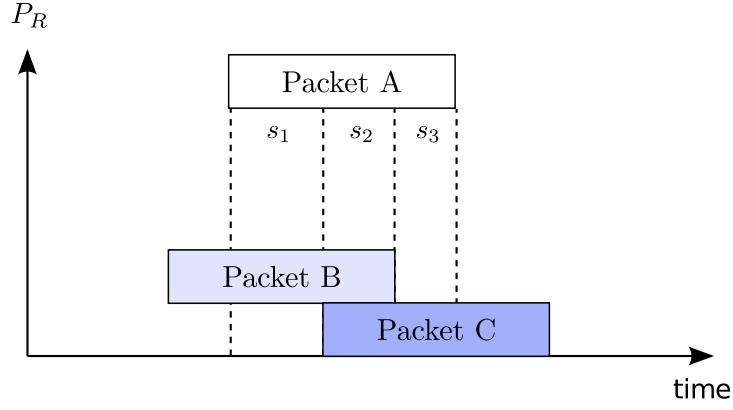 P_R
Packet A
s_1 s_2 s_3
Packet B
Packet C
time